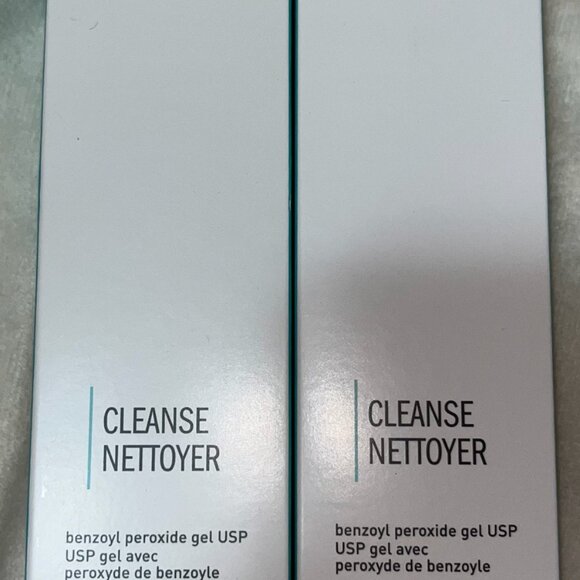 CLEANSE
NETTOYER
benzoyl peroxide gel USP
USP gel avec
peroxyde de benzoyle
CLEANSE
NETTOYER
benzoyl peroxide gel USP
USP gel avec
peroxyde de benzoyle